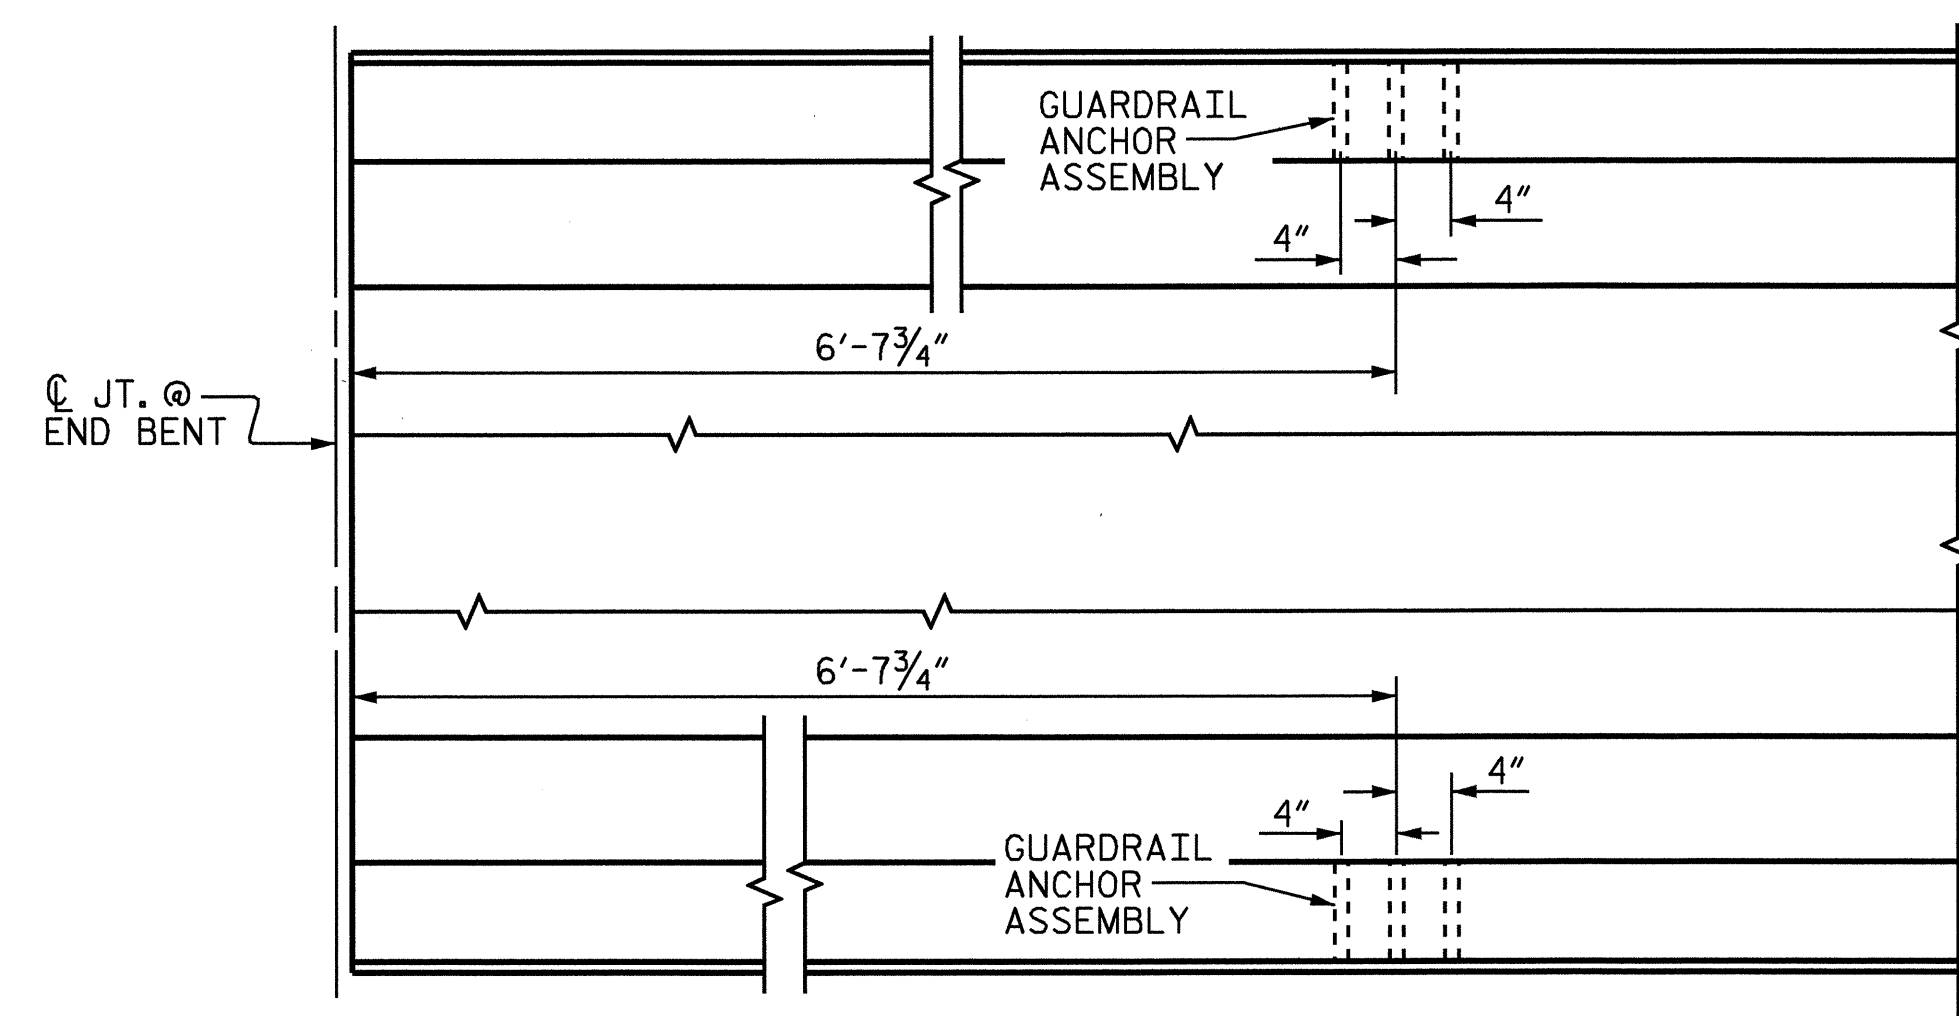 GUARDRAIL
ANCHOR
ASSEMBLY
4"
4"
6'-7¾"
℄ JT. @
END BENT
6'-7¾"
4"
4"
GUARDRAIL
ANCHOR
ASSEMBLY